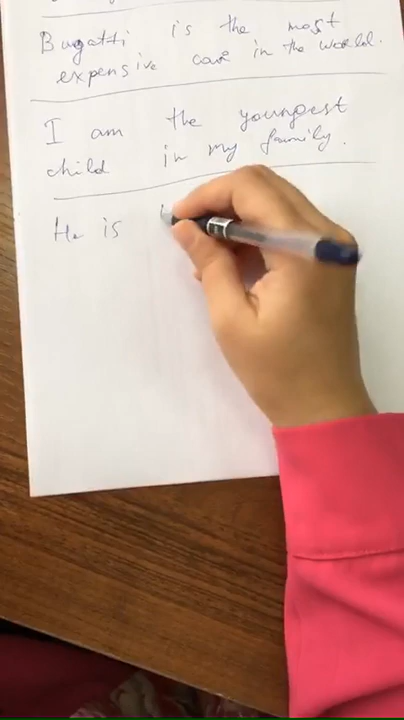 Bugatti is the most
expensive car in the world.
I am the youngest
child in my family.
He is